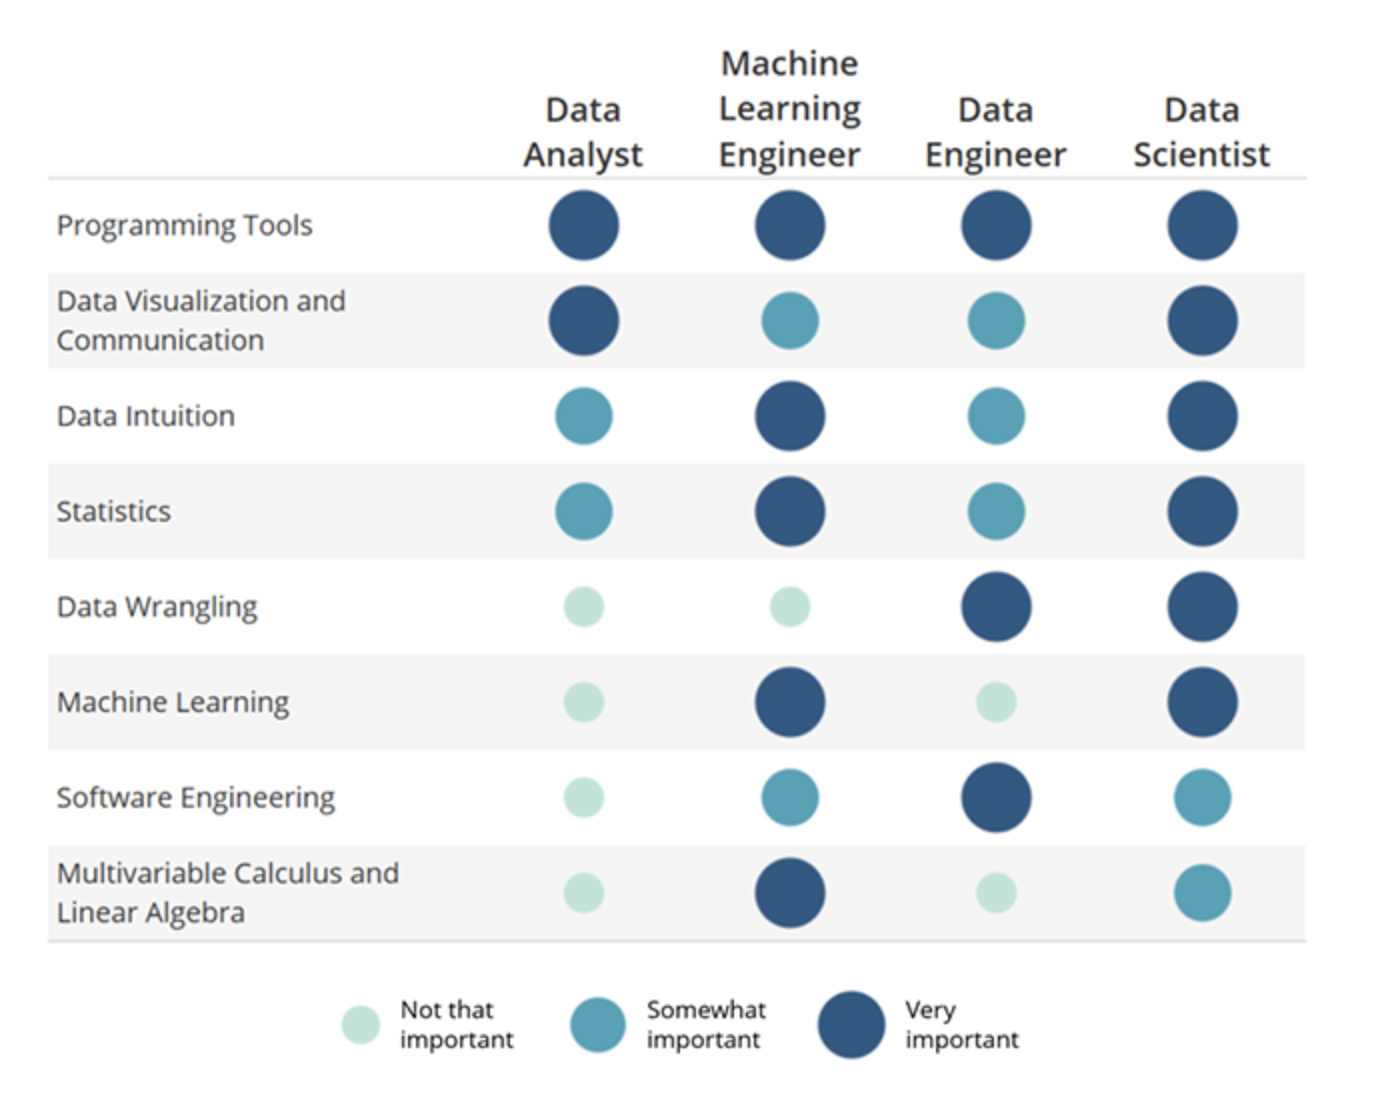 Data
Analyst
Machine
Learning
Engineer
Data
Engineer
Data
Scientist
Programming Tools
Data Visualization and
Communication
Data Intuition
Statistics
Data Wrangling
Machine Learning
Software Engineering
Multivariable Calculus and
Linear Algebra
Not that
important
Somewhat
important
Very
important